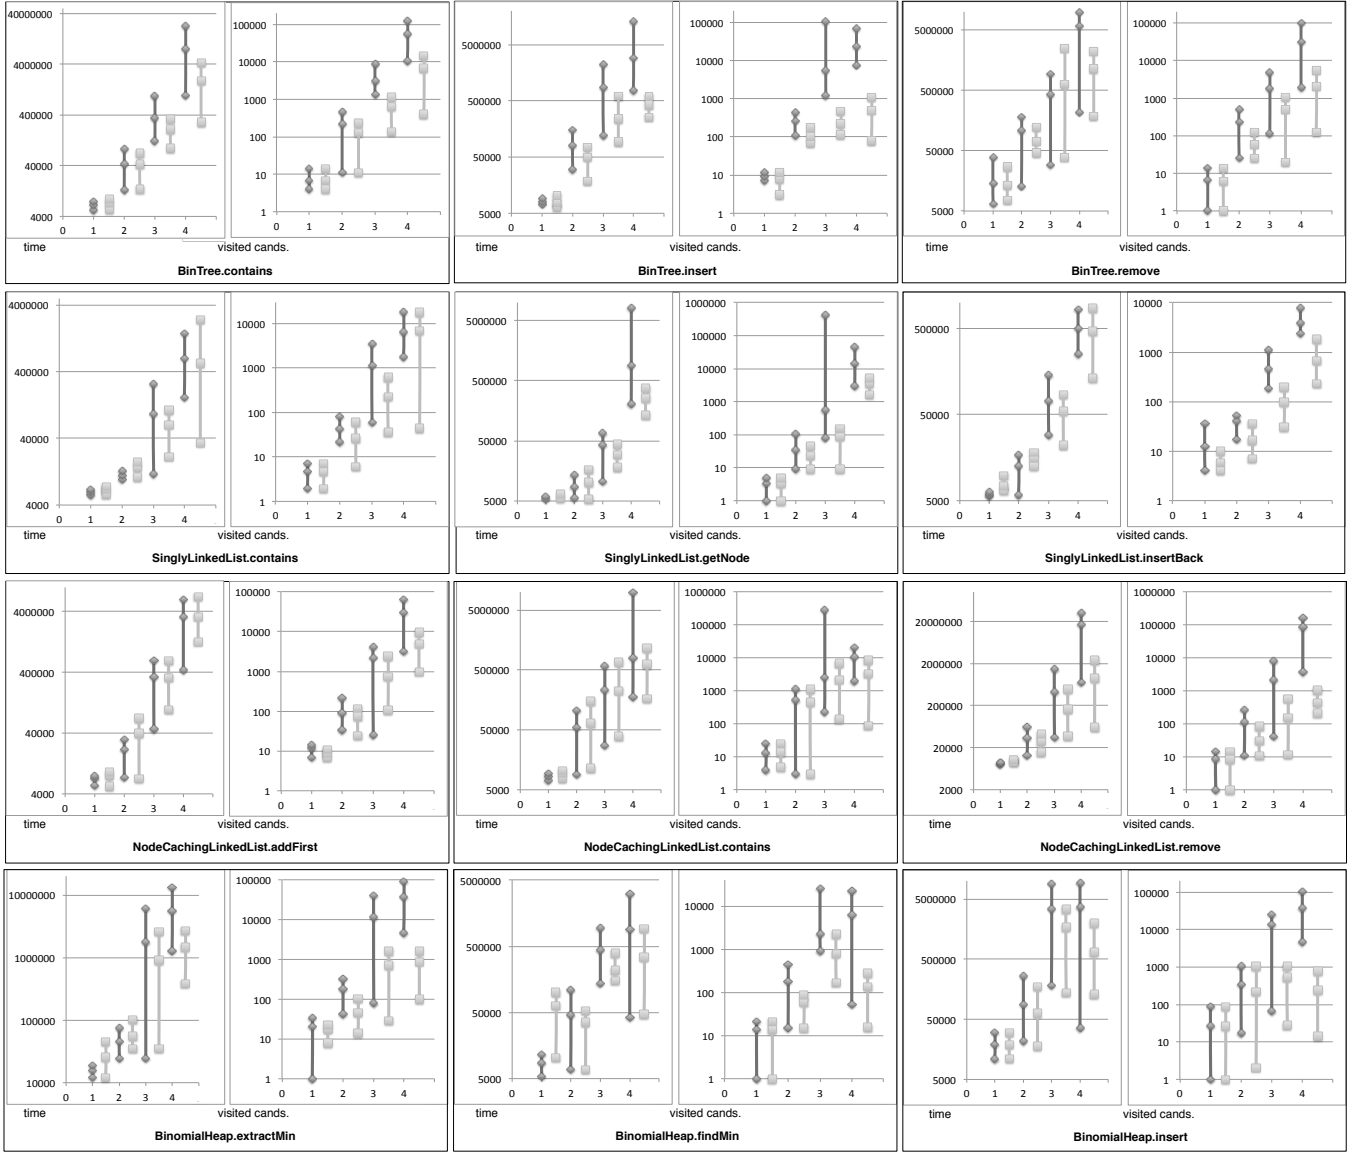 40000000
4000000
400000
40000
4000
0 1 2 3 4
100000
10000
1000
100
10
1
0 1 2 3 4
time visited cands.
BinTree.contains
5000000
500000
50000
5000
0 1 2 3 4
100000
10000
1000
100
10
1
0 1 2 3 4
time visited cands.
BinTree.insert
5000000
500000
50000
5000
0 1 2 3 4
100000
10000
1000
100
10
1
0 1 2 3 4
time visited cands.
BinTree.remove
4000000
400000
40000
4000
0 1 2 3 4
10000
1000
100
10
1
0 1 2 3 4
time visited cands.
SinglyLinkedList.contains
5000000
500000
50000
5000
0 1 2 3 4
1000000
100000
10000
1000
100
10
1
0 1 2 3 4
time visited cands.
SinglyLinkedList.getNode
500000
50000
5000
0 1 2 3 4
10000
1000
100
10
1
0 1 2 3 4
time visited cands.
SinglyLinkedList.insertBack
4000000
400000
40000
4000
0 1 2 3 4
100000
10000
1000
100
10
1
0 1 2 3 4
time visited cands.
NodeCachingLinkedList.addFirst
5000000
500000
50000
5000
0 1 2 3 4
1000000
100000
10000
1000
100
10
1
0 1 2 3 4
time visited cands.
NodeCachingLinkedList.contains
20000000
2000000
200000
20000
2000
0 1 2 3 4
1000000
100000
10000
1000
100
10
1
0 1 2 3 4
time visited cands.
NodeCachingLinkedList.remove
10000000
1000000
100000
10000
0 1 2 3 4
100000
10000
1000
100
10
1
0 1 2 3 4
time visited cands.
BinomialHeap.extractMin
5000000
500000
50000
5000
0 1 2 3 4
10000
1000
100
10
1
0 1 2 3 4
time visited cands.
BinomialHeap.findMin
5000000
500000
50000
5000
0 1 2 3 4
100000
10000
1000
100
10
1
0 1 2 3 4
time visited cands.
BinomialHeap.insert